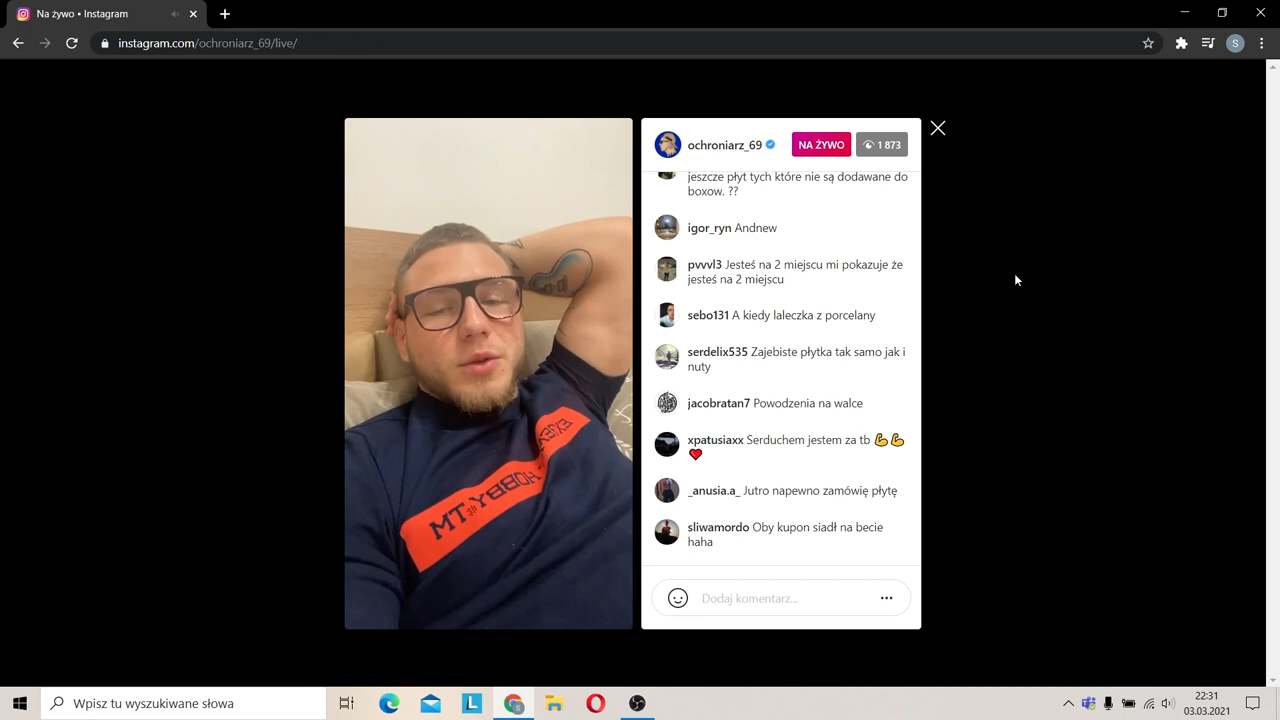 Na żywo • Instagram
instagram.com/ochroniarz_69/live/
S
ochroniarz_69
NA ŻYWO
1 873
jeszcze płyt tych które nie są dodawane do
boxow. ??
igor_ryn Andnew
pvvvl3 Jesteś na 2 miejscu mi pokazuje że
jesteś na 2 miejscu
sebo131 A kiedy laleczka z porcelany
serdelix535 Zajebiste płytka tak samo jak i
nuty
jacobratan7 Powodzenia na walce
xpatusiaxx Serduchem jestem za tb 💪💪
❤️
_anusia.a_ Jutro napewno zamówię płytę
sliwamordo Oby kupon siadł na becie
haha
Dodaj komentarz...
MT
HOBBY
Wpisz tu wyszukiwane słowa
L
S
22:31
03.03.2021